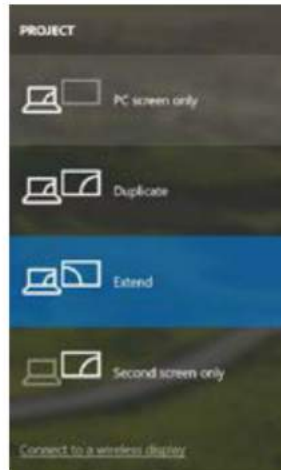 PROJECT
PC screen only
Duplicate
Extend
Second screen only
Connect to a wireless display